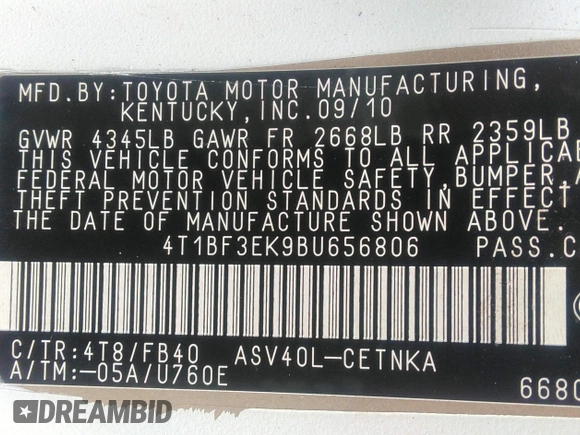 MFD.BY:TOYOTA MOTOR MANUFACTURING,
KENTUCKY,INC.09/10
GVWR 4345LB GAWR FR 2668LB RR 2359LB
THIS VEHICLE CONFORMS TO ALL
FEDERAL MOTOR VEHICLE SAFETY,BUMPER,
THEFT PREVENTION STANDARDS IN EFFECT
THE DATE OF MANUFACTURE SHOWN ABOVE.
4T1BF3EK9BU656806 PASS.
C/TR:4T8/FB40 ASV40L-CETNKA
A/TM:-05A/U760E
DREAMBID